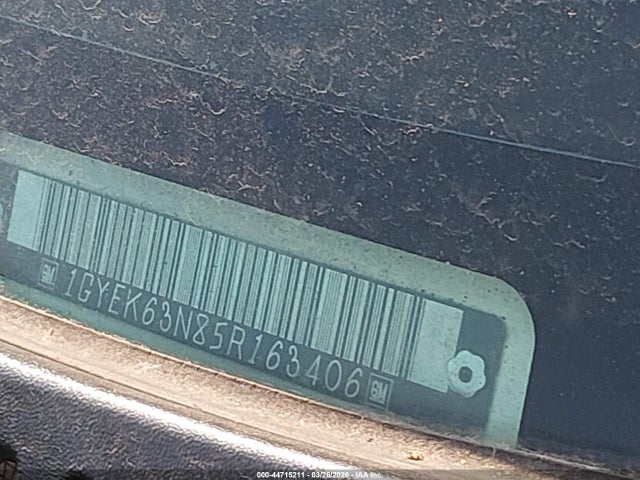 GM 1GYEK63N85R163406 GM
000-44715211 - 03/26/2026 - IAA Inc.